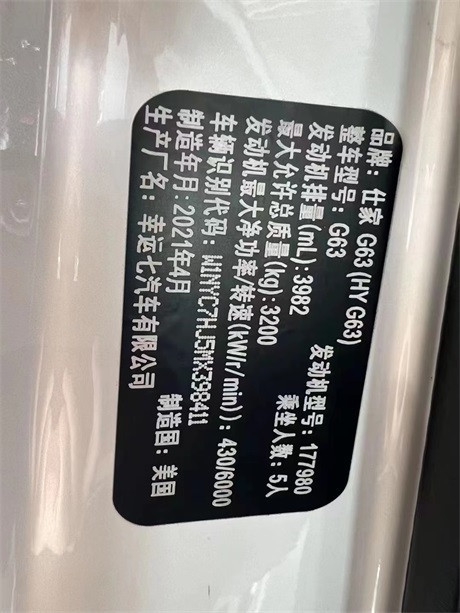 品牌: 仕家 G63 (HY G63)
整车型号: G63 发动机型号: 177980
发动机排量(mL): 3982 乘坐人数: 5人
最大允许总质量(kg): 3200
发动机最大净功率转速(kW/r/min)): 430/6000
车辆识别代码: W1NYC7HJ5MX398411
制造年月: 2021年4月
生产厂名: 幸运七汽车有限公司 制造国: 美国